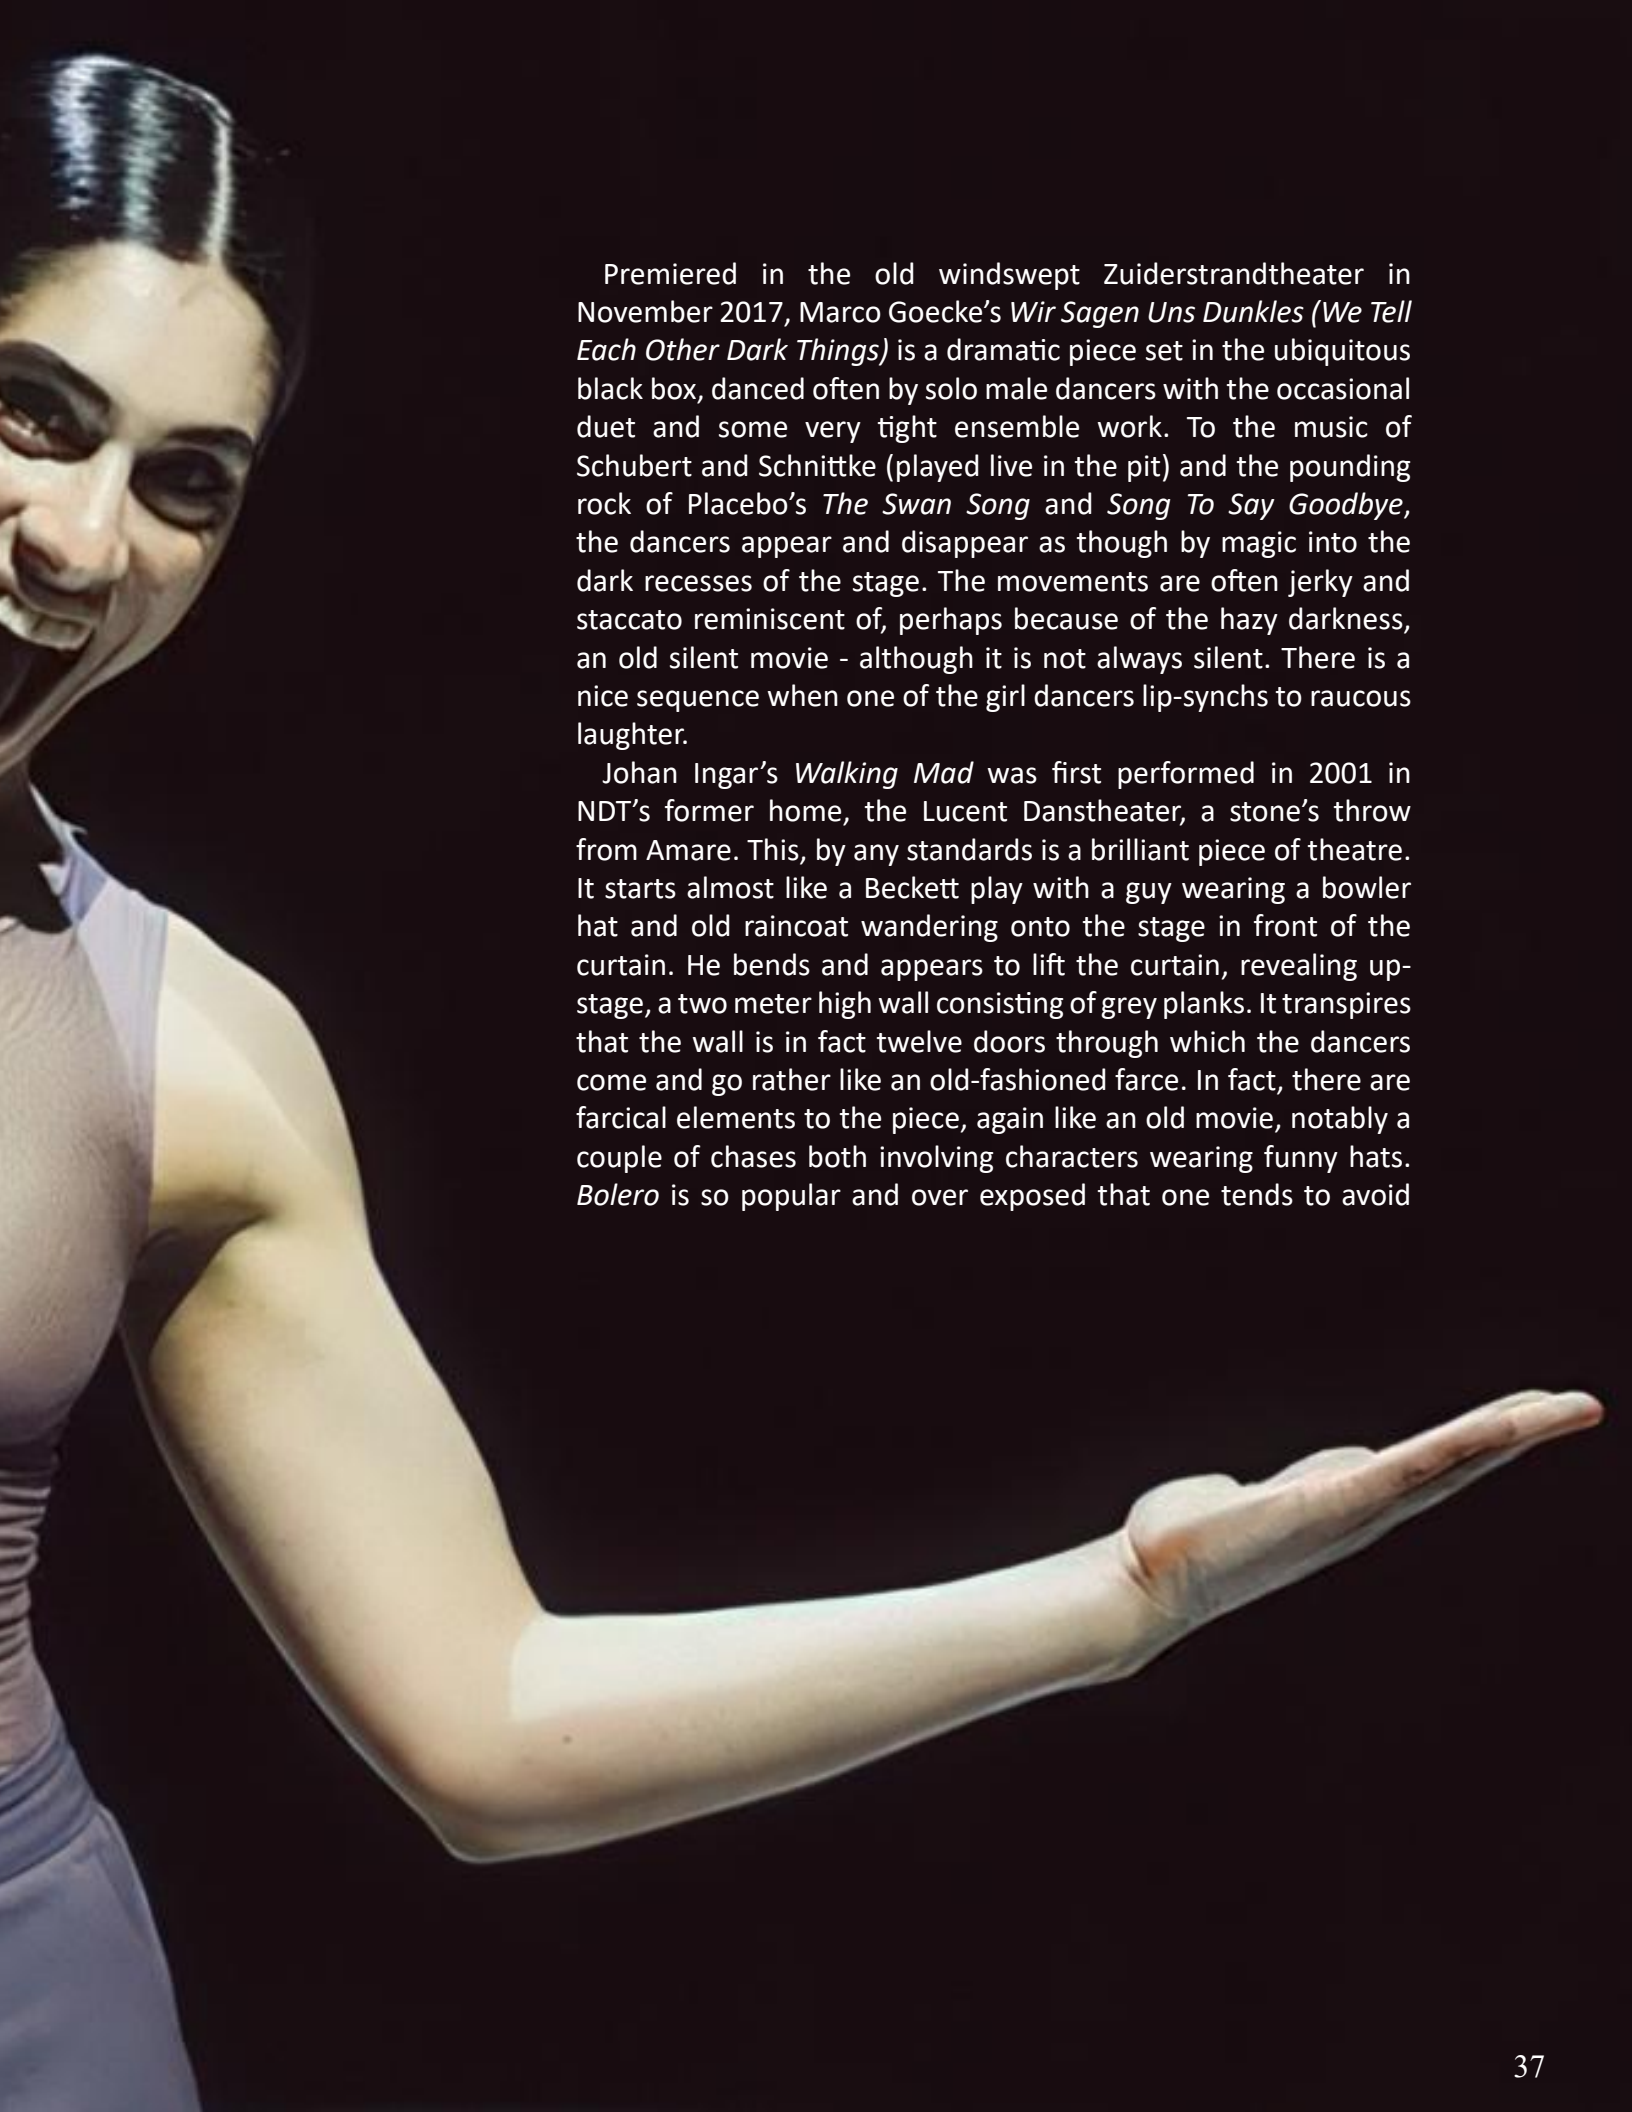 Premiered in the old windswept Zuiderstrandtheater in
November 2017, Marco Goecke’s Wir Sagen Uns Dunkles (We Tell
Each Other Dark Things) is a dramatic piece set in the ubiquitous
black box, danced often by solo male dancers with the occasional
duet and some very tight ensemble work. To the music of
Schubert and Schnittke (played live in the pit) and the pounding
rock of Placebo’s The Swan Song and Song To Say Goodbye,
the dancers appear and disappear as though by magic into the
dark recesses of the stage. The movements are often jerky and
staccato reminiscent of, perhaps because of the hazy darkness,
an old silent movie - although it is not always silent. There is a
nice sequence when one of the girl dancers lip-synchs to raucous
laughter.
Johan Ingar’s Walking Mad was first performed in 2001 in
NDT’s former home, the Lucent Danstheater, a stone’s throw
from Amare. This, by any standards is a brilliant piece of theatre.
It starts almost like a Beckett play with a guy wearing a bowler
hat and old raincoat wandering onto the stage in front of the
curtain. He bends and appears to lift the curtain, revealing up-
stage, a two meter high wall consisting of grey planks. It transpires
that the wall is in fact twelve doors through which the dancers
come and go rather like an old-fashioned farce. In fact, there are
farcical elements to the piece, again like an old movie, notably a
couple of chases both involving characters wearing funny hats.
Bolero is so popular and over exposed that one tends to avoid
37